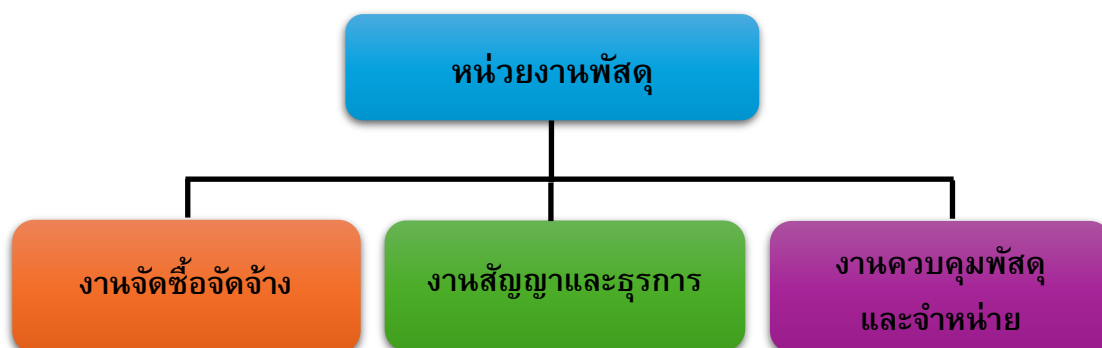 หน่วยงานพัสดุ
งานจัดซื้อจัดจ้าง
งานสัญญาและธุรการ
งานควบคุมพัสดุ
และจำหน่าย